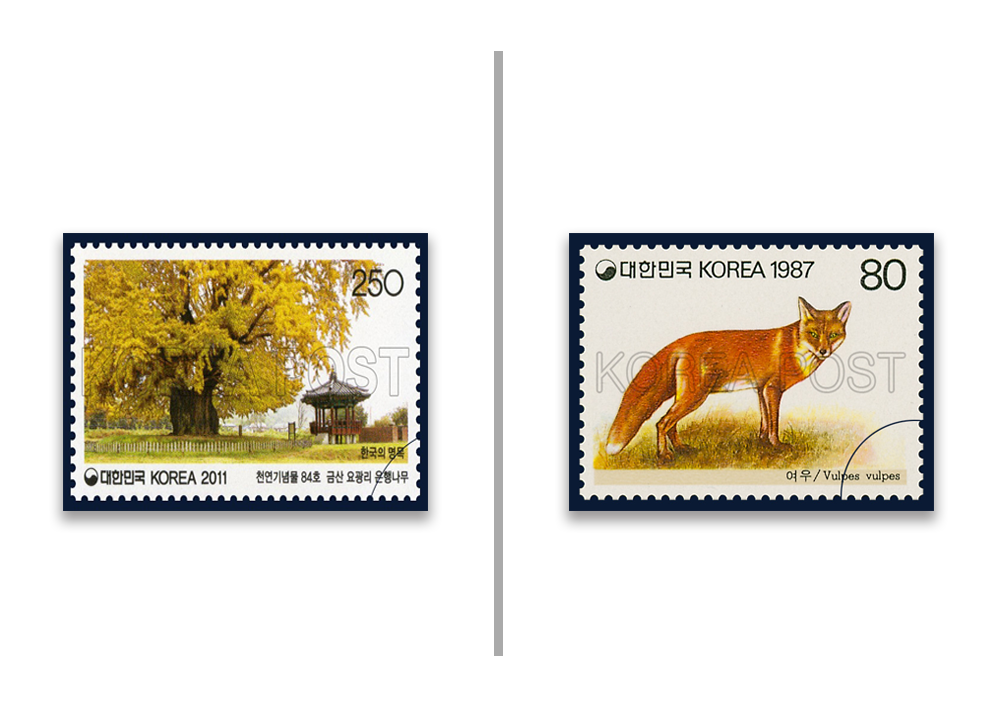 250
KOREA POST
한국의 명목
대한민국 KOREA 2011
천연기념물 84호 금산 요광리 은행나무
대한민국 KOREA 1987
80
KOREA POST
여우/Vulpes vulpes